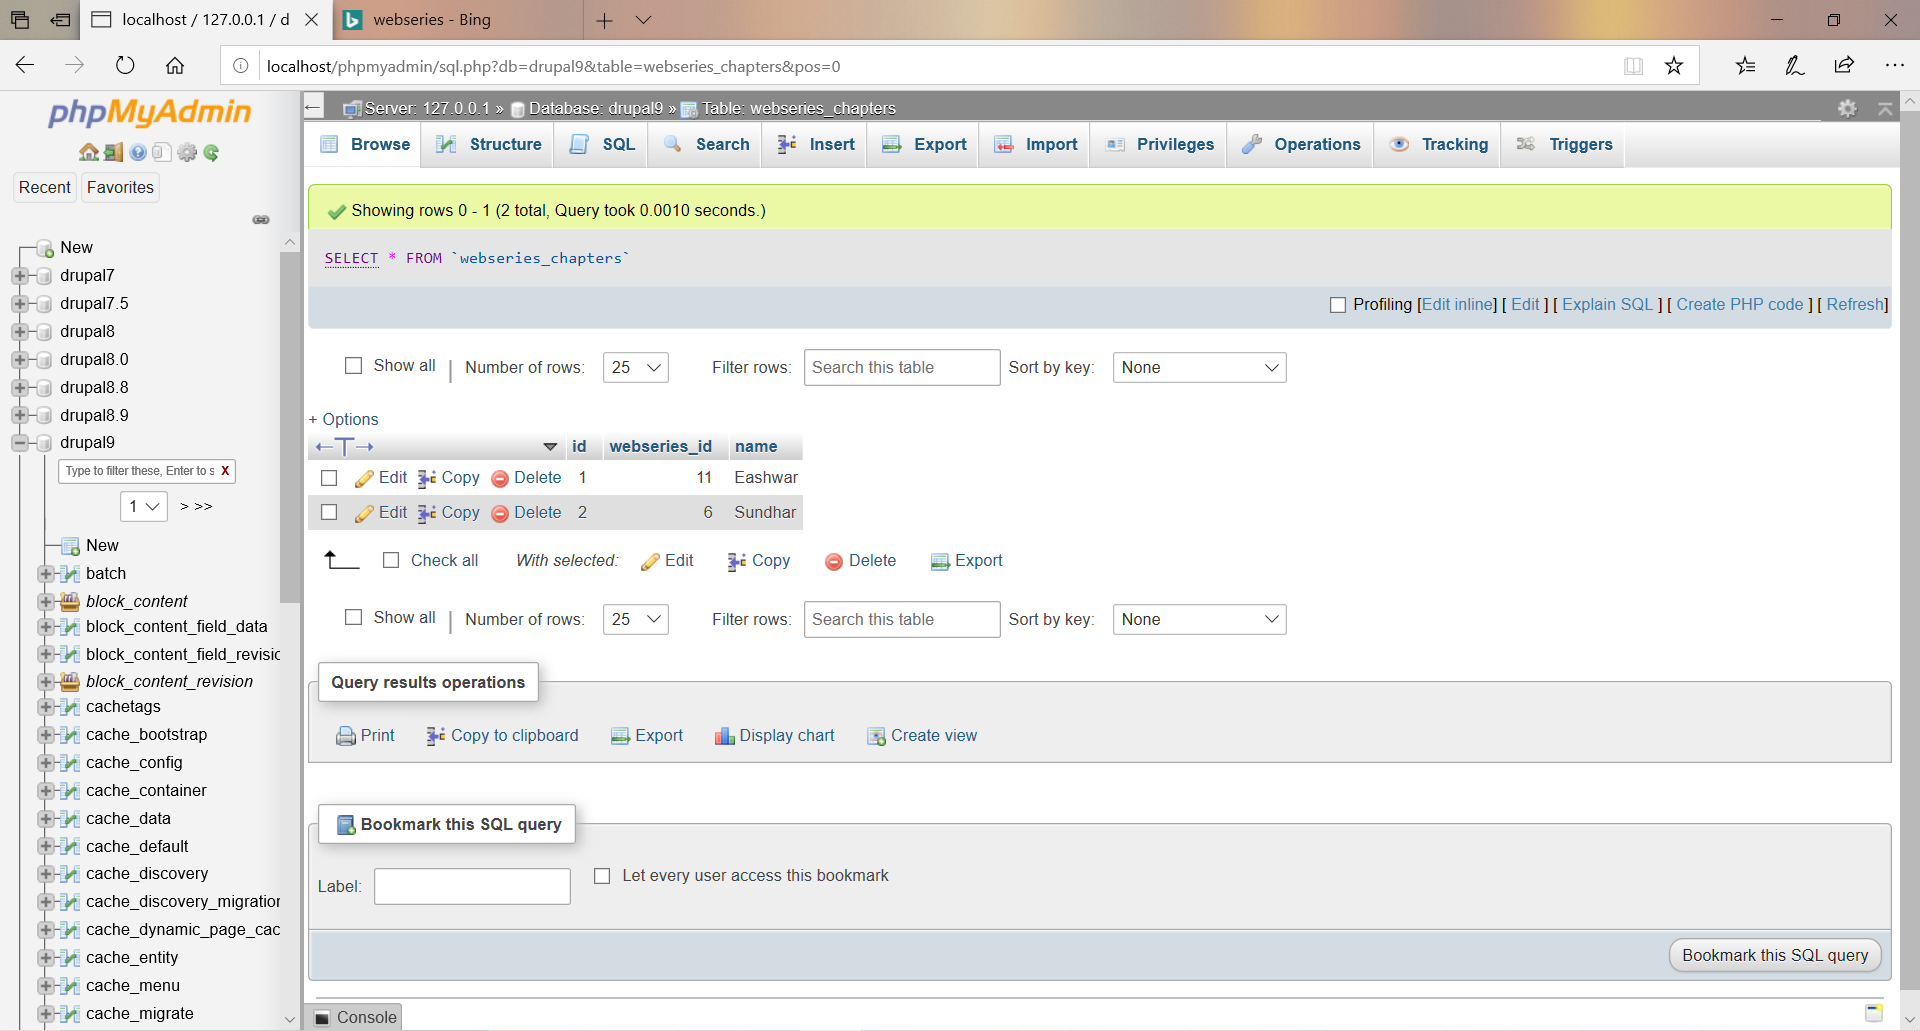 localhost / 127.0.0.1 / d
webseries - Bing
localhost/phpmyadmin/sql.php?db=drupal9&table=webseries_chapters&pos=0
phpMyAdmin
Recent Favorites
New
drupal7
drupal7.5
drupal8
drupal8.0
drupal8.8
drupal8.9
drupal9
Type to filter these, Enter to s X
1 > >>
New
batch
block_content
block_content_field_data
block_content_field_revisic
block_content_revision
cachetags
cache_bootstrap
cache_config
cache_container
cache_data
cache_default
cache_discovery
cache_discovery_migration
cache_dynamic_page_cac
cache_entity
cache_menu
cache_migrate
Server: 127.0.0.1 » Database: drupal9 » Table: webseries_chapters
Browse Structure SQL Search Insert Export Import Privileges Operations Tracking Triggers
Showing rows 0 - 1 (2 total, Query took 0.0010 seconds.)
SELECT * FROM `webseries_chapters`
Profiling [Edit inline] [ Edit ] [ Explain SQL ] [ Create PHP code ] [ Refresh]
Show all | Number of rows: 25 Filter rows: Search this table Sort by key: None
+ Options
←T→ id webseries_id name
Edit Copy Delete 1 11 Eashwar
Edit Copy Delete 2 6 Sundhar
Check all With selected: Edit Copy Delete Export
Show all | Number of rows: 25 Filter rows: Search this table Sort by key: None
Query results operations
Print Copy to clipboard Export Display chart Create view
Bookmark this SQL query
Label: Let every user access this bookmark
Bookmark this SQL query
Console